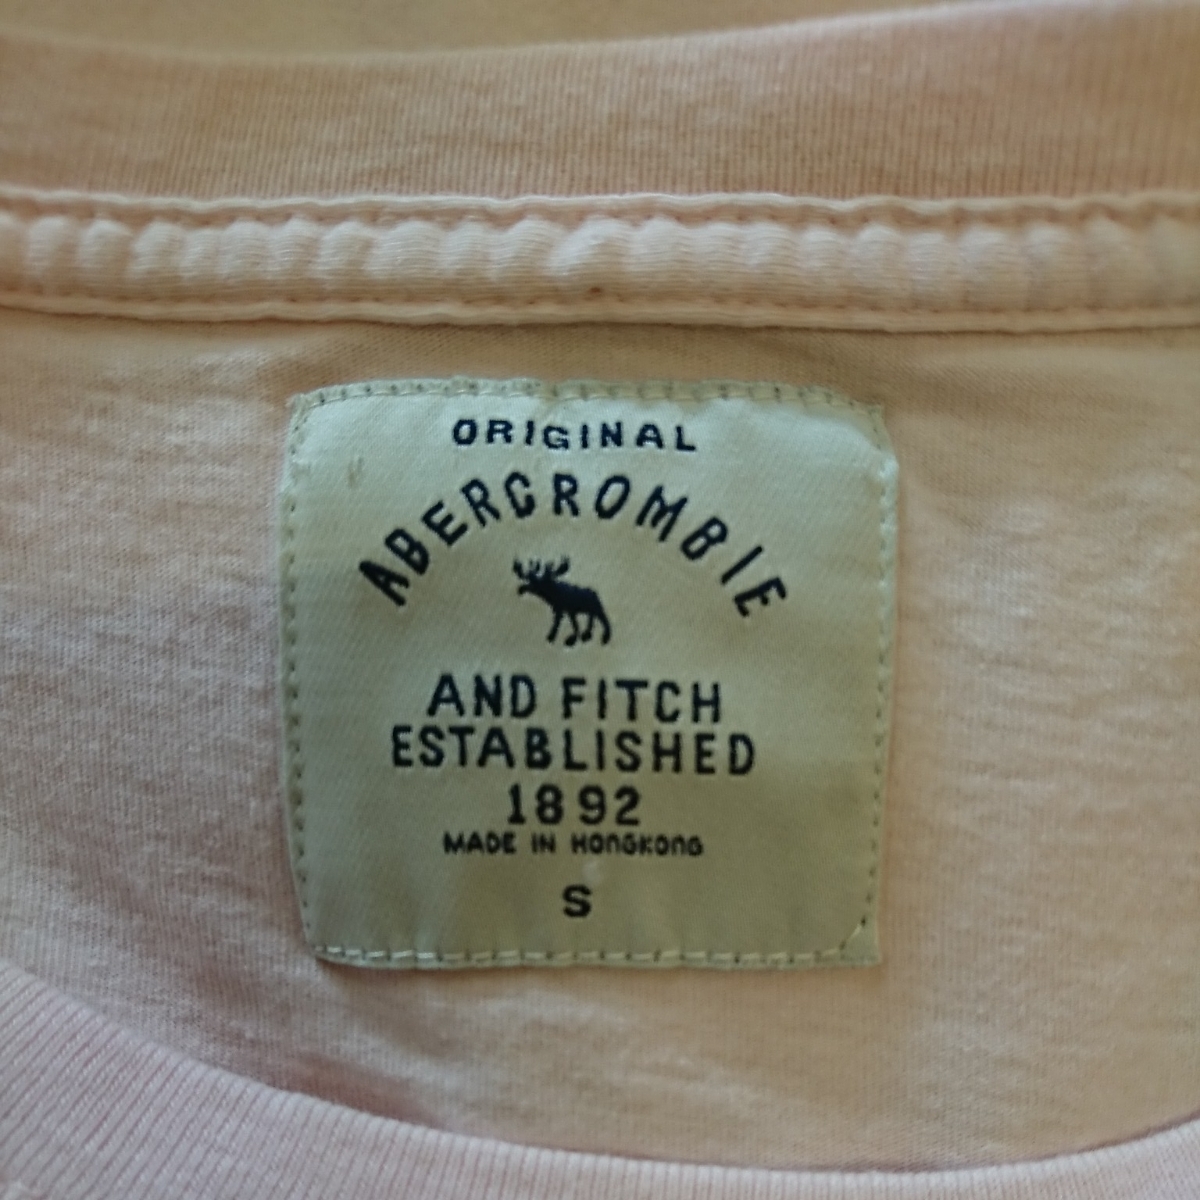 ORIGINAL
ABERCROMBIE
AND FITCH
ESTABLISHED
1892
MADE IN HONGKONG
S